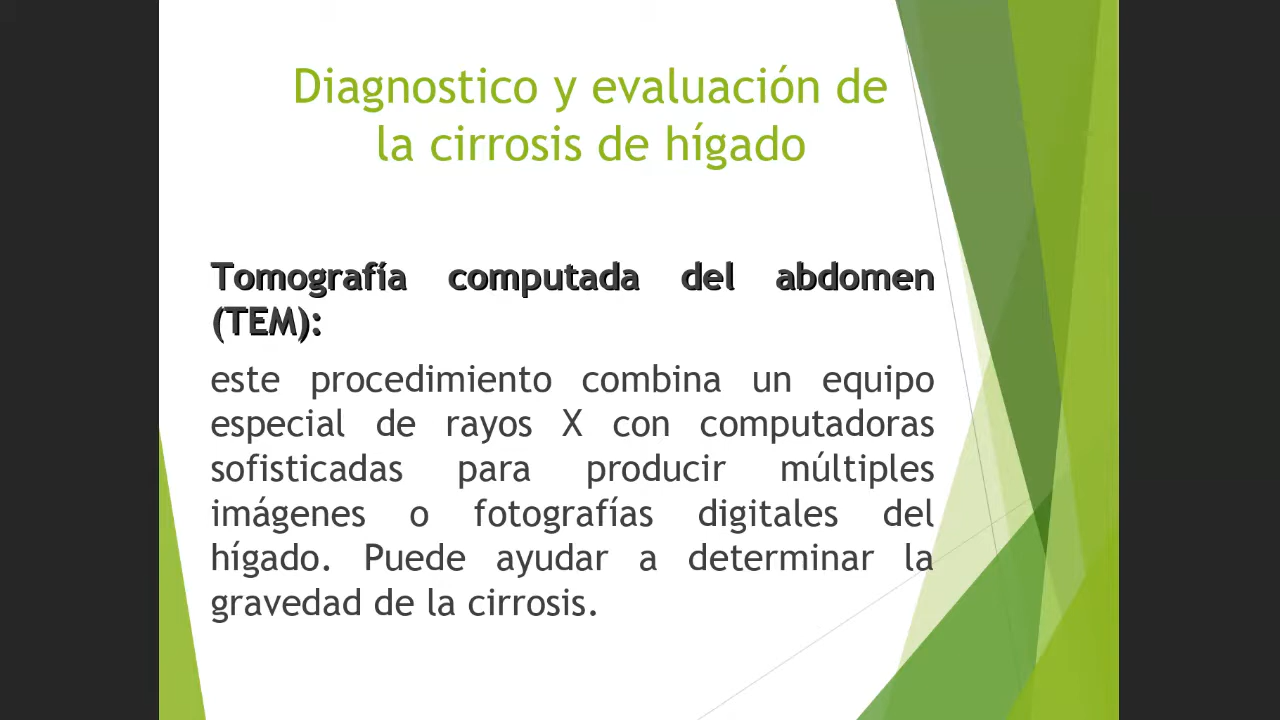 Diagnostico y evaluación de
la cirrosis de hígado
Tomografía computada del abdomen
(TEM):
este procedimiento combina un equipo
especial de rayos X con computadoras
sofisticadas para producir múltiples
imágenes o fotografías digitales del
hígado. Puede ayudar a determinar la
gravedad de la cirrosis.